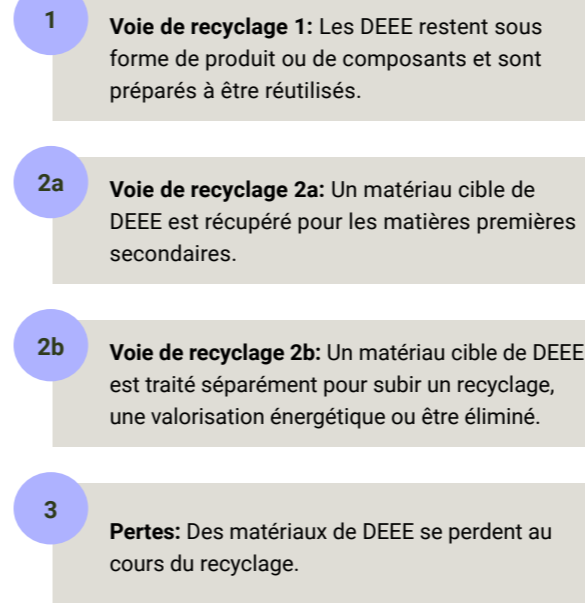 1
Voie de recyclage 1: Les DEEE restent sous
forme de produit ou de composants et sont
préparés à être réutilisés.
2a
Voie de recyclage 2a: Un matériau cible de
DEEE est récupéré pour les matières premières
secondaires.
2b
Voie de recyclage 2b: Un matériau cible de DEEE
est traité séparément pour subir un recyclage,
une valorisation énergétique ou être éliminé.
3
Pertes: Des matériaux de DEEE se perdent au
cours du recyclage.